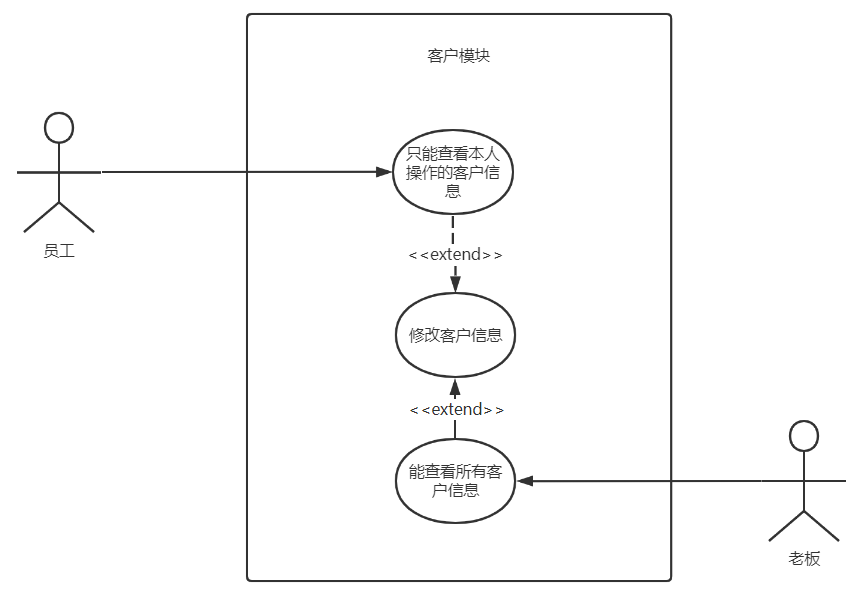 客户模块
只能查看本人
操作的客户信
息
员工
<<extend>>
修改客户信息
<<extend>>
能查看所有客
户信息
老板